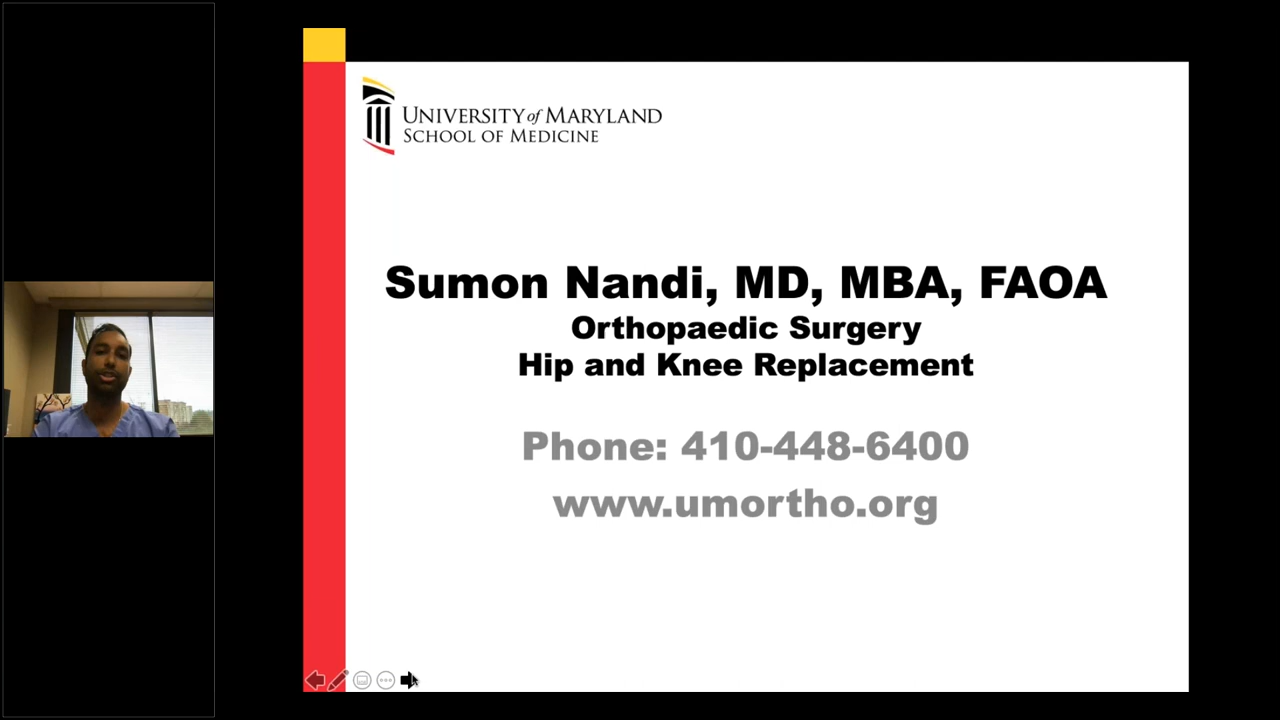 UNIVERSITY of MARYLAND
SCHOOL OF MEDICINE
Sumon Nandi, MD, MBA, FAOA
Orthopaedic Surgery
Hip and Knee Replacement
Phone: 410-448-6400
www.umortho.org